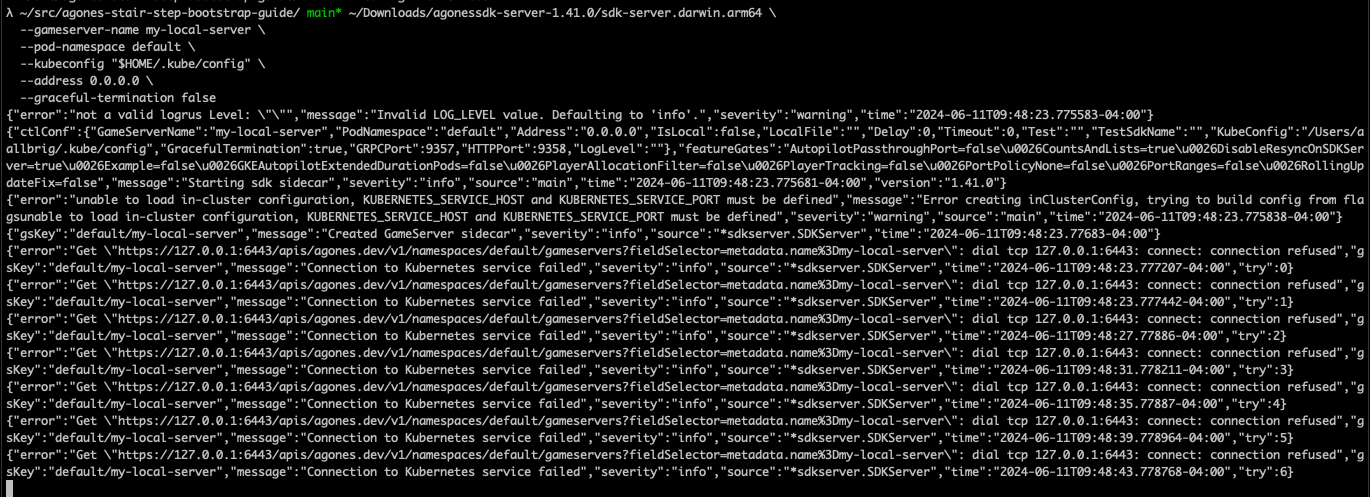 λ ~/src/agones-stair-step-bootstrap-guide/ main* ~/Downloads/agonessdk-server-1.41.0/sdk-server.darwin.arm64 \
--gameserver-name my-local-server \
--pod-namespace default \
--kubeconfig "$HOME/.kube/config" \
--address 0.0.0.0 \
--graceful-termination false
{"error":"not a valid logrus Level: \"\"","message":"Invalid LOG_LEVEL value. Defaulting to 'info'.","severity":"warning","time":"2024-06-11T09:48:23.775583-04:00"}
{"ctlConf":{"GameServerName":"my-local-server","PodNamespace":"default","Address":"0.0.0.0","IsLocal":false,"LocalFile":"","Delay":0,"Timeout":0,"Test":"","TestSdkName":"","KubeConfig":"/Users/a
allbrig/.kube/config","GracefulTermination":true,"GRPCPort":9357,"HTTPPort":9358,"LogLevel":""},"featureGates":"AutopilotPassthroughPort=false\u0026CountsAndLists=true\u0026DisableResyncOnSDKSer
ver=true\u0026Example=false\u0026GKEAutopilotExtendedDurationPods=false\u0026PlayerAllocationFilter=false\u0026PlayerTracking=false\u0026PortPolicyNone=false\u0026PortRanges=false\u0026RollingUp
dateFix=false","message":"Starting sdk sidecar","severity":"info","source":"main","time":"2024-06-11T09:48:23.775681-04:00","version":"1.41.0"}
{"error":"unable to load in-cluster configuration, KUBERNETES_SERVICE_HOST and KUBERNETES_SERVICE_PORT must be defined","message":"Error creating inClusterConfig, trying to build config from fla
gsunable to load in-cluster configuration, KUBERNETES_SERVICE_HOST and KUBERNETES_SERVICE_PORT must be defined","severity":"warning","source":"main","time":"2024-06-11T09:48:23.775838-04:00"}
{"gsKey":"default/my-local-server","message":"Created GameServer sidecar","severity":"info","source":"*sdkserver.SDKServer","time":"2024-06-11T09:48:23.77683-04:00"}
{"error":"Get \"https://127.0.0.1:6443/apis/agones.dev/v1/namespaces/default/gameservers?fieldSelector=metadata.name%3Dmy-local-server\": dial tcp 127.0.0.1:6443: connect: connection refused","g
sKey":"default/my-local-server","message":"Connection to Kubernetes service failed","severity":"info","source":"*sdkserver.SDKServer","time":"2024-06-11T09:48:23.777207-04:00","try":0}
{"error":"Get \"https://127.0.0.1:6443/apis/agones.dev/v1/namespaces/default/gameservers?fieldSelector=metadata.name%3Dmy-local-server\": dial tcp 127.0.0.1:6443: connect: connection refused","g
sKey":"default/my-local-server","message":"Connection to Kubernetes service failed","severity":"info","source":"*sdkserver.SDKServer","time":"2024-06-11T09:48:23.777442-04:00","try":1}
{"error":"Get \"https://127.0.0.1:6443/apis/agones.dev/v1/namespaces/default/gameservers?fieldSelector=metadata.name%3Dmy-local-server\": dial tcp 127.0.0.1:6443: connect: connection refused","g
sKey":"default/my-local-server","message":"Connection to Kubernetes service failed","severity":"info","source":"*sdkserver.SDKServer","time":"2024-06-11T09:48:27.77886-04:00","try":2}
{"error":"Get \"https://127.0.0.1:6443/apis/agones.dev/v1/namespaces/default/gameservers?fieldSelector=metadata.name%3Dmy-local-server\": dial tcp 127.0.0.1:6443: connect: connection refused","g
sKey":"default/my-local-server","message":"Connection to Kubernetes service failed","severity":"info","source":"*sdkserver.SDKServer","time":"2024-06-11T09:48:31.778211-04:00","try":3}
{"error":"Get \"https://127.0.0.1:6443/apis/agones.dev/v1/namespaces/default/gameservers?fieldSelector=metadata.name%3Dmy-local-server\": dial tcp 127.0.0.1:6443: connect: connection refused","g
sKey":"default/my-local-server","message":"Connection to Kubernetes service failed","severity":"info","source":"*sdkserver.SDKServer","time":"2024-06-11T09:48:35.77887-04:00","try":4}
{"error":"Get \"https://127.0.0.1:6443/apis/agones.dev/v1/namespaces/default/gameservers?fieldSelector=metadata.name%3Dmy-local-server\": dial tcp 127.0.0.1:6443: connect: connection refused","g
sKey":"default/my-local-server","message":"Connection to Kubernetes service failed","severity":"info","source":"*sdkserver.SDKServer","time":"2024-06-11T09:48:39.778964-04:00","try":5}
{"error":"Get \"https://127.0.0.1:6443/apis/agones.dev/v1/namespaces/default/gameservers?fieldSelector=metadata.name%3Dmy-local-server\": dial tcp 127.0.0.1:6443: connect: connection refused","g
sKey":"default/my-local-server","message":"Connection to Kubernetes service failed","severity":"info","source":"*sdkserver.SDKServer","time":"2024-06-11T09:48:43.778768-04:00","try":6}